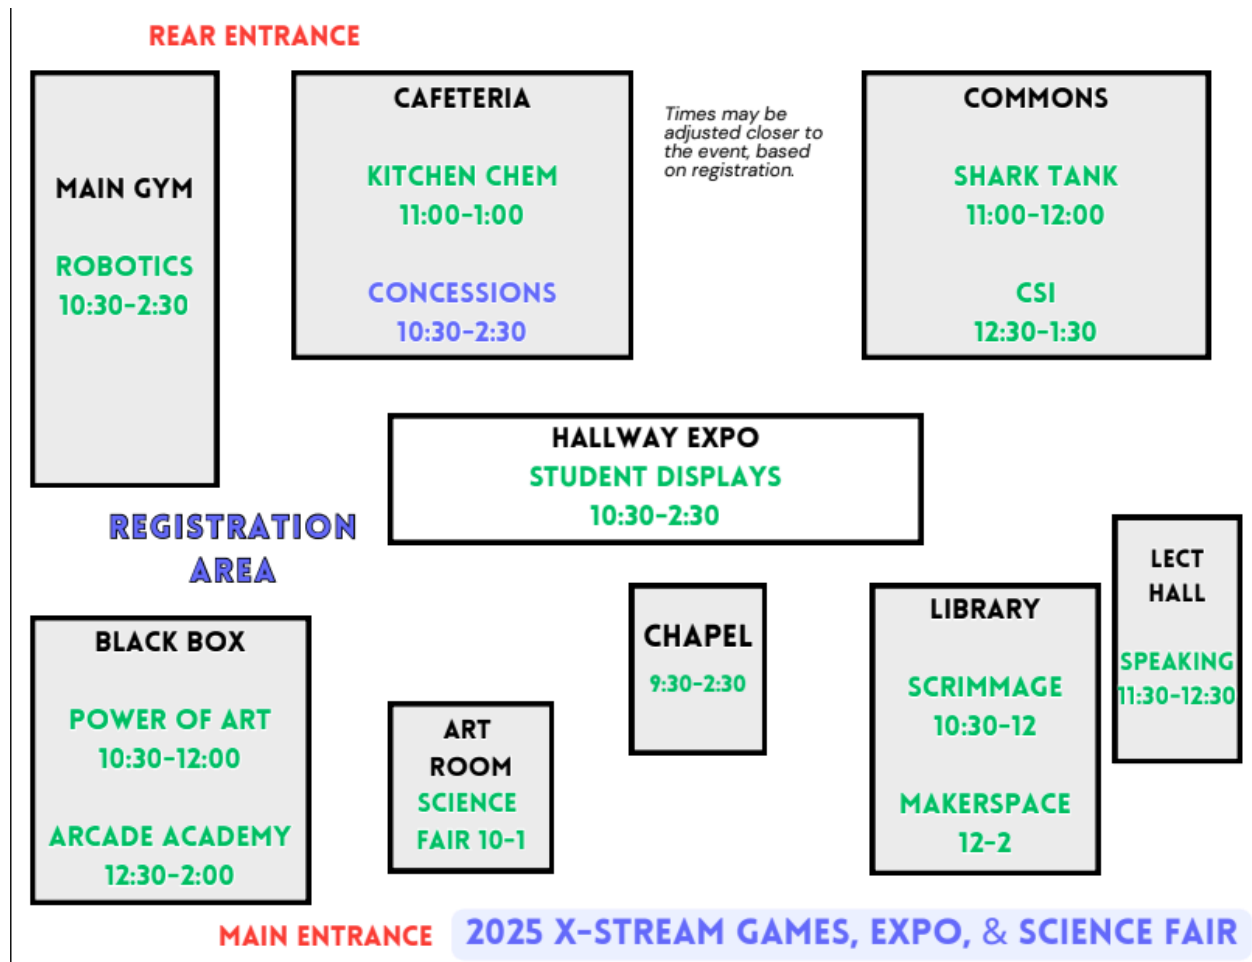 REAR ENTRANCE
MAIN GYM
ROBOTICS
10:30-2:30
CAFETERIA
KITCHEN CHEM
11:00-1:00
CONCESSIONS
10:30-2:30
Times may be
adjusted closer to
the event, based
on registration.
COMMONS
SHARK TANK
11:00-12:00
CSI
12:30-1:30
HALLWAY EXPO
STUDENT DISPLAYS
10:30-2:30
REGISTRATION
AREA
BLACK BOX
POWER OF ART
10:30-12:00
ARCADE ACADEMY
12:30-2:00
ART
ROOM
SCIENCE
FAIR 10-1
CHAPEL
9:30-2:30
LIBRARY
SCRIMMAGE
10:30-12
MAKERSPACE
12-2
LECT
HALL
SPEAKING
11:30-12:30
MAIN ENTRANCE
2025 X-STREAM GAMES, EXPO, & SCIENCE FAIR